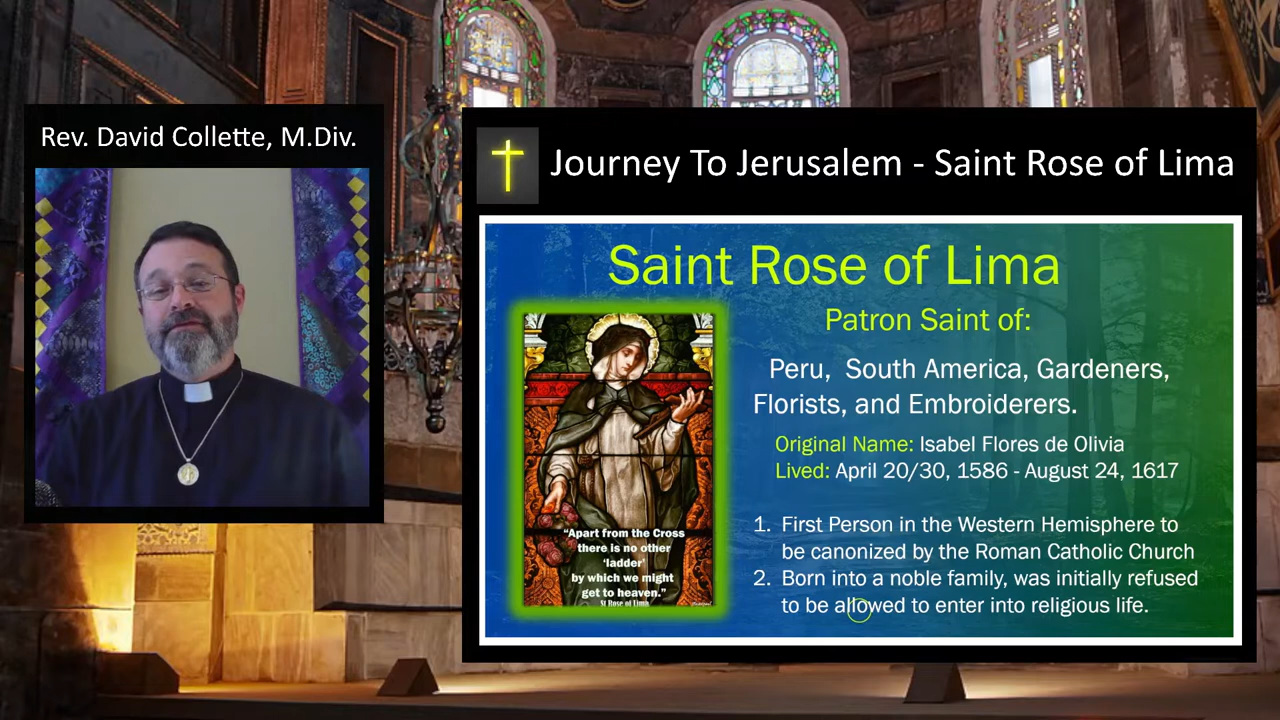 Rev. David Collette, M.Div.
Journey To Jerusalem - Saint Rose of Lima
Saint Rose of Lima
Patron Saint of:
Peru, South America, Gardeners,
Florists, and Embroiderers.
Original Name: Isabel Flores de Olivia
Lived: April 20/30, 1586 - August 24, 1617
1. First Person in the Western Hemisphere to
be canonized by the Roman Catholic Church
2. Born into a noble family, was initially refused
to be allowed to enter into religious life.
“Apart from the Cross
there is no other
‘ladder’
by which we might
get to heaven.”
St Rose of Lima